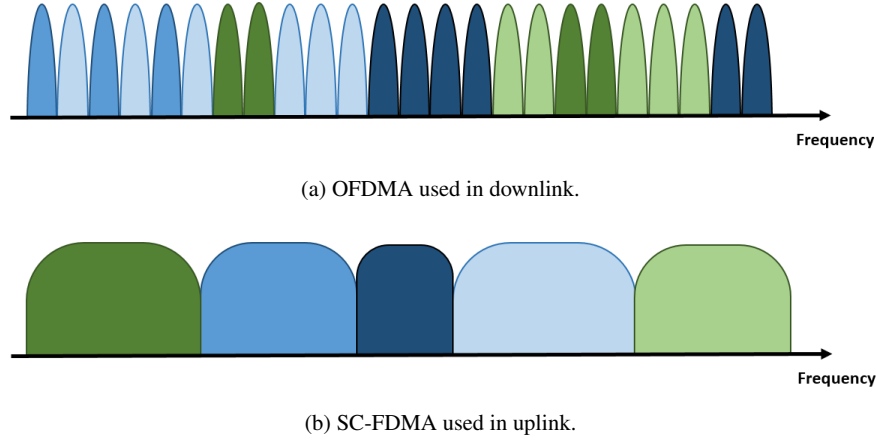 Frequency
(a) OFDMA used in downlink.
Frequency
(b) SC-FDMA used in uplink.